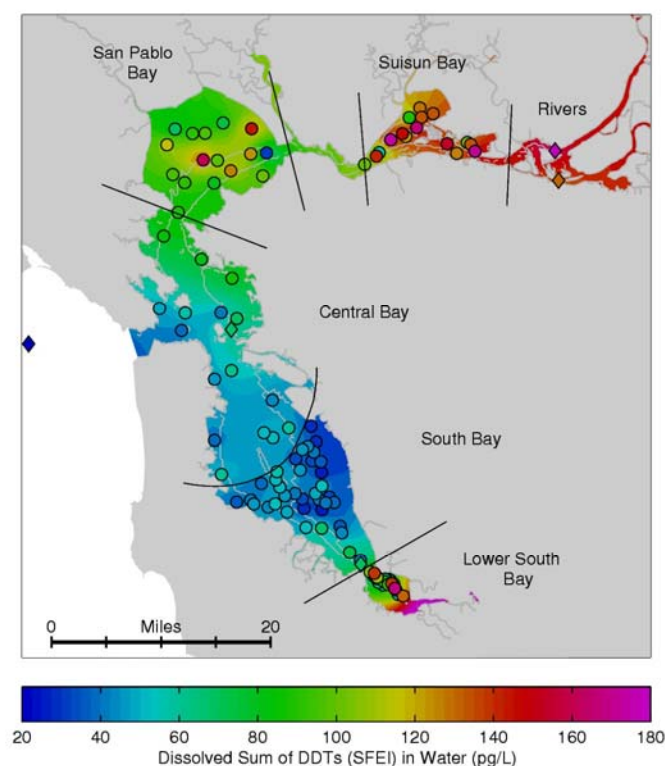 San Pablo
Bay
Suisun Bay
Rivers
Central Bay
South Bay
Lower South
Bay
0 Miles 20
20 40 60 80 100 120 140 160 180
Dissolved Sum of DDTs (SFEI) in Water (pg/L)